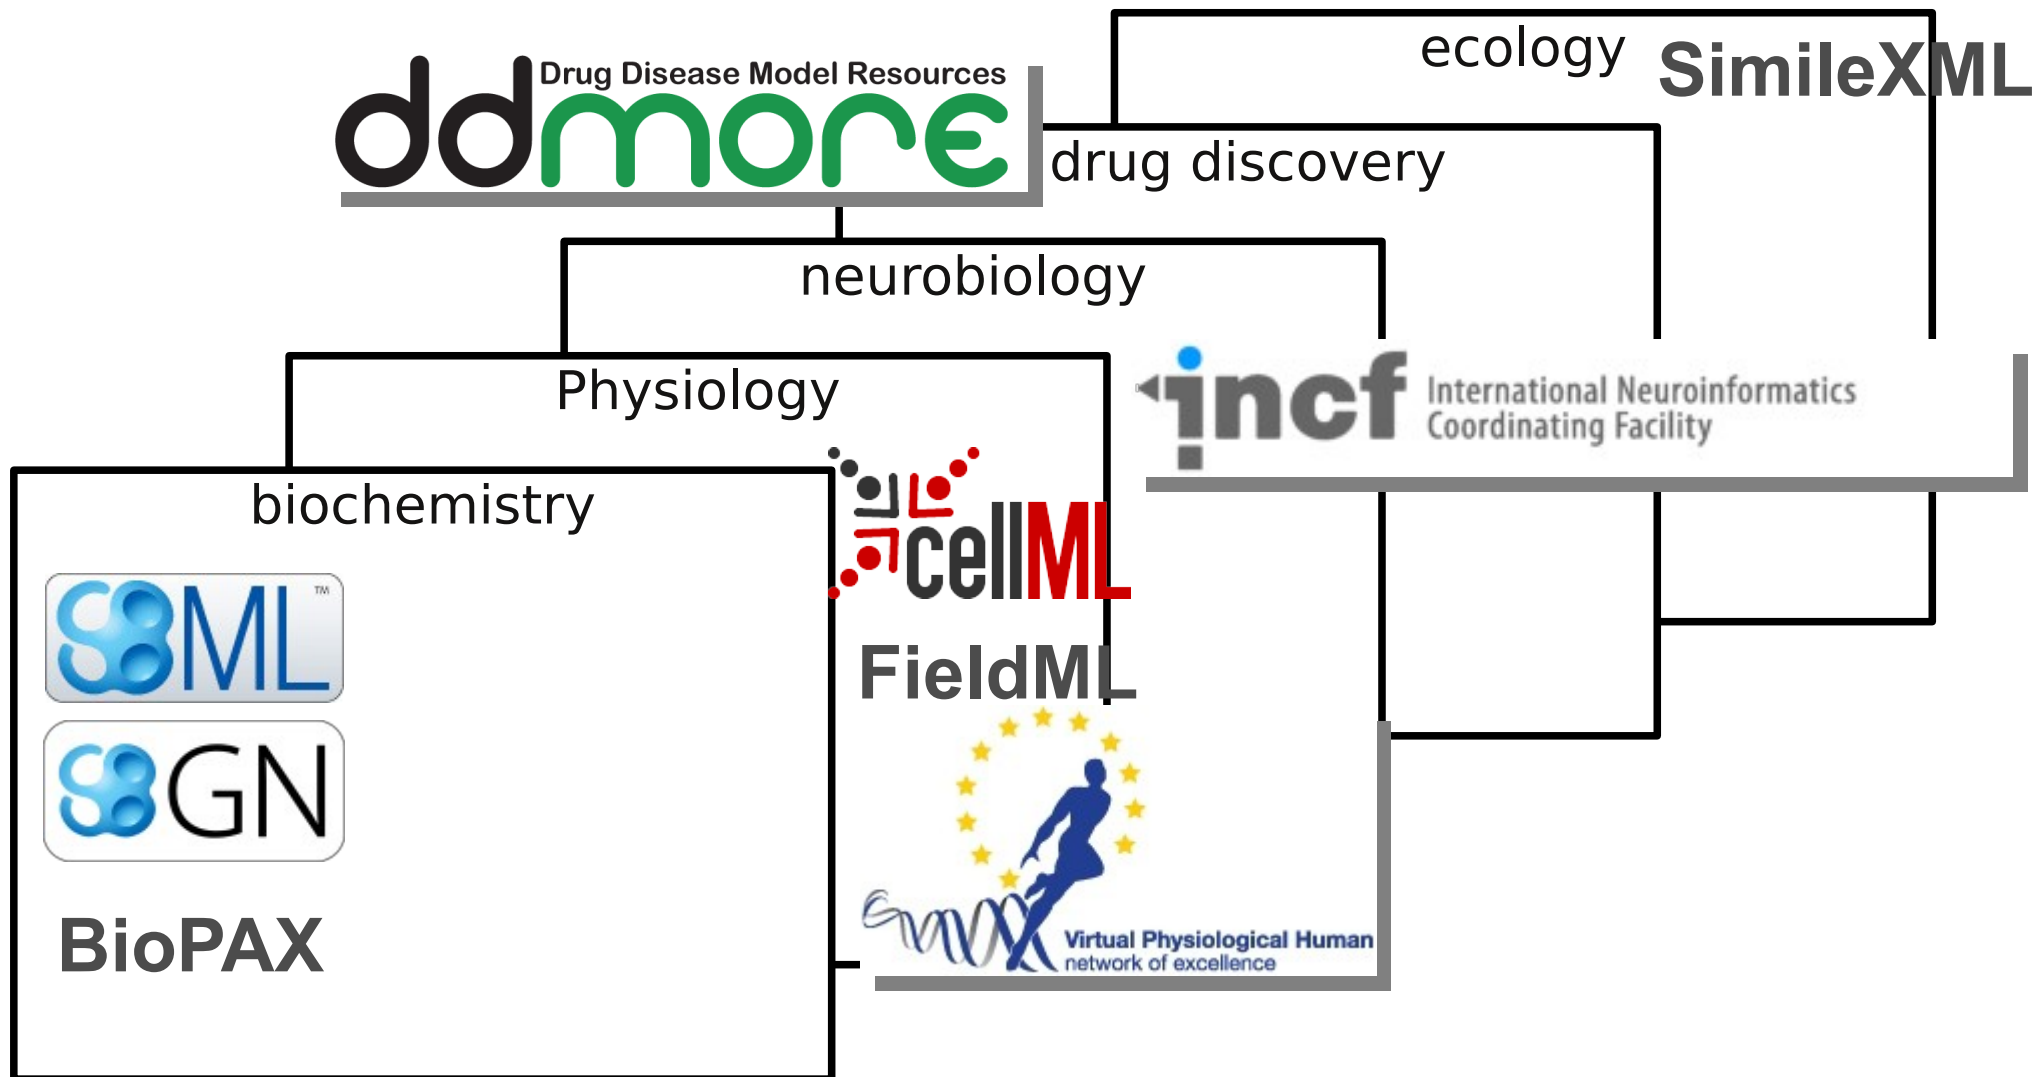 ecology
SimileXML
Drug Disease Model Resources
ddmore
drug discovery
neurobiology
incf
International Neuroinformatics
Coordinating Facility
Physiology
cellML
FieldML
biochemistry
SBML™
SBGN
BioPAX
Virtual Physiological Human
network of excellence